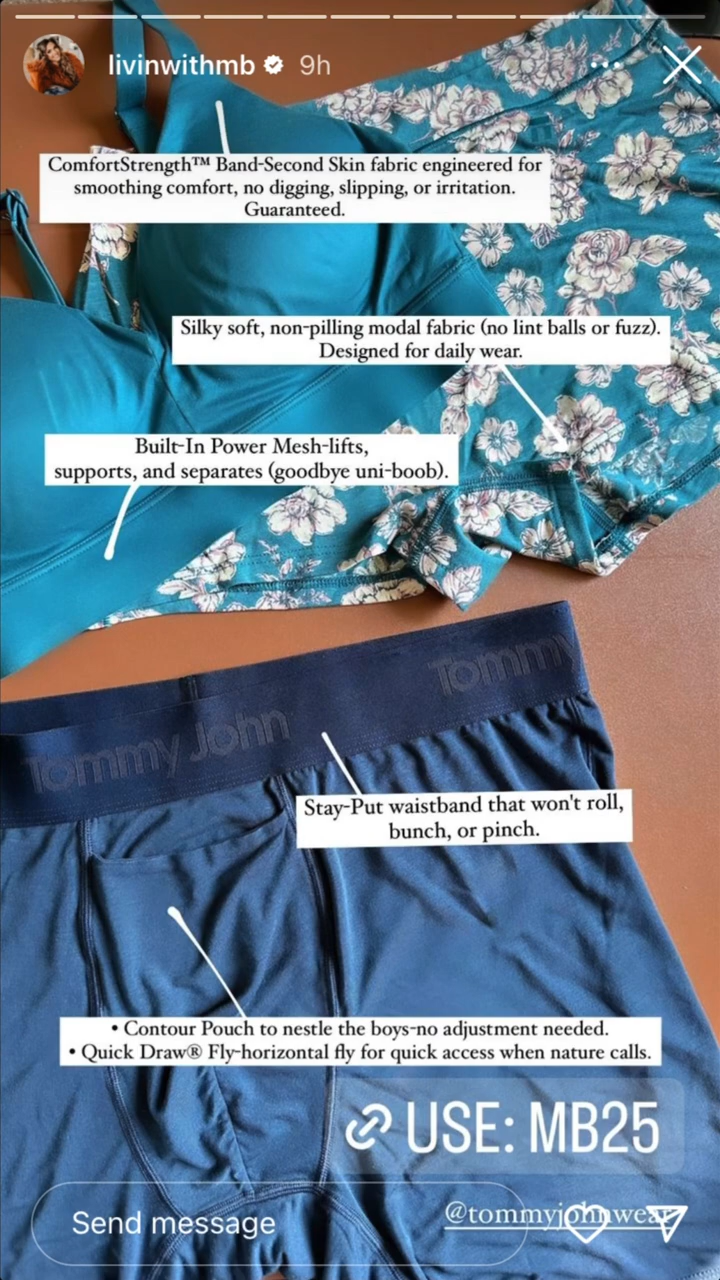 livinwithmb 9h
ComfortStrength™ Band-Second Skin fabric engineered for
smoothing comfort, no digging, slipping, or irritation.
Guaranteed.
Silky soft, non-pilling modal fabric (no lint balls or fuzz).
Designed for daily wear.
Built-In Power Mesh-lifts,
supports, and separates (goodbye uni-boob).
Tommy
Tommy John
Stay-Put waistband that won't roll,
bunch, or pinch.
• Contour Pouch to nestle the boys-no adjustment needed.
• Quick Draw® Fly-horizontal fly for quick access when nature calls.
USE: MB25
@tommyjohnwear
Send message